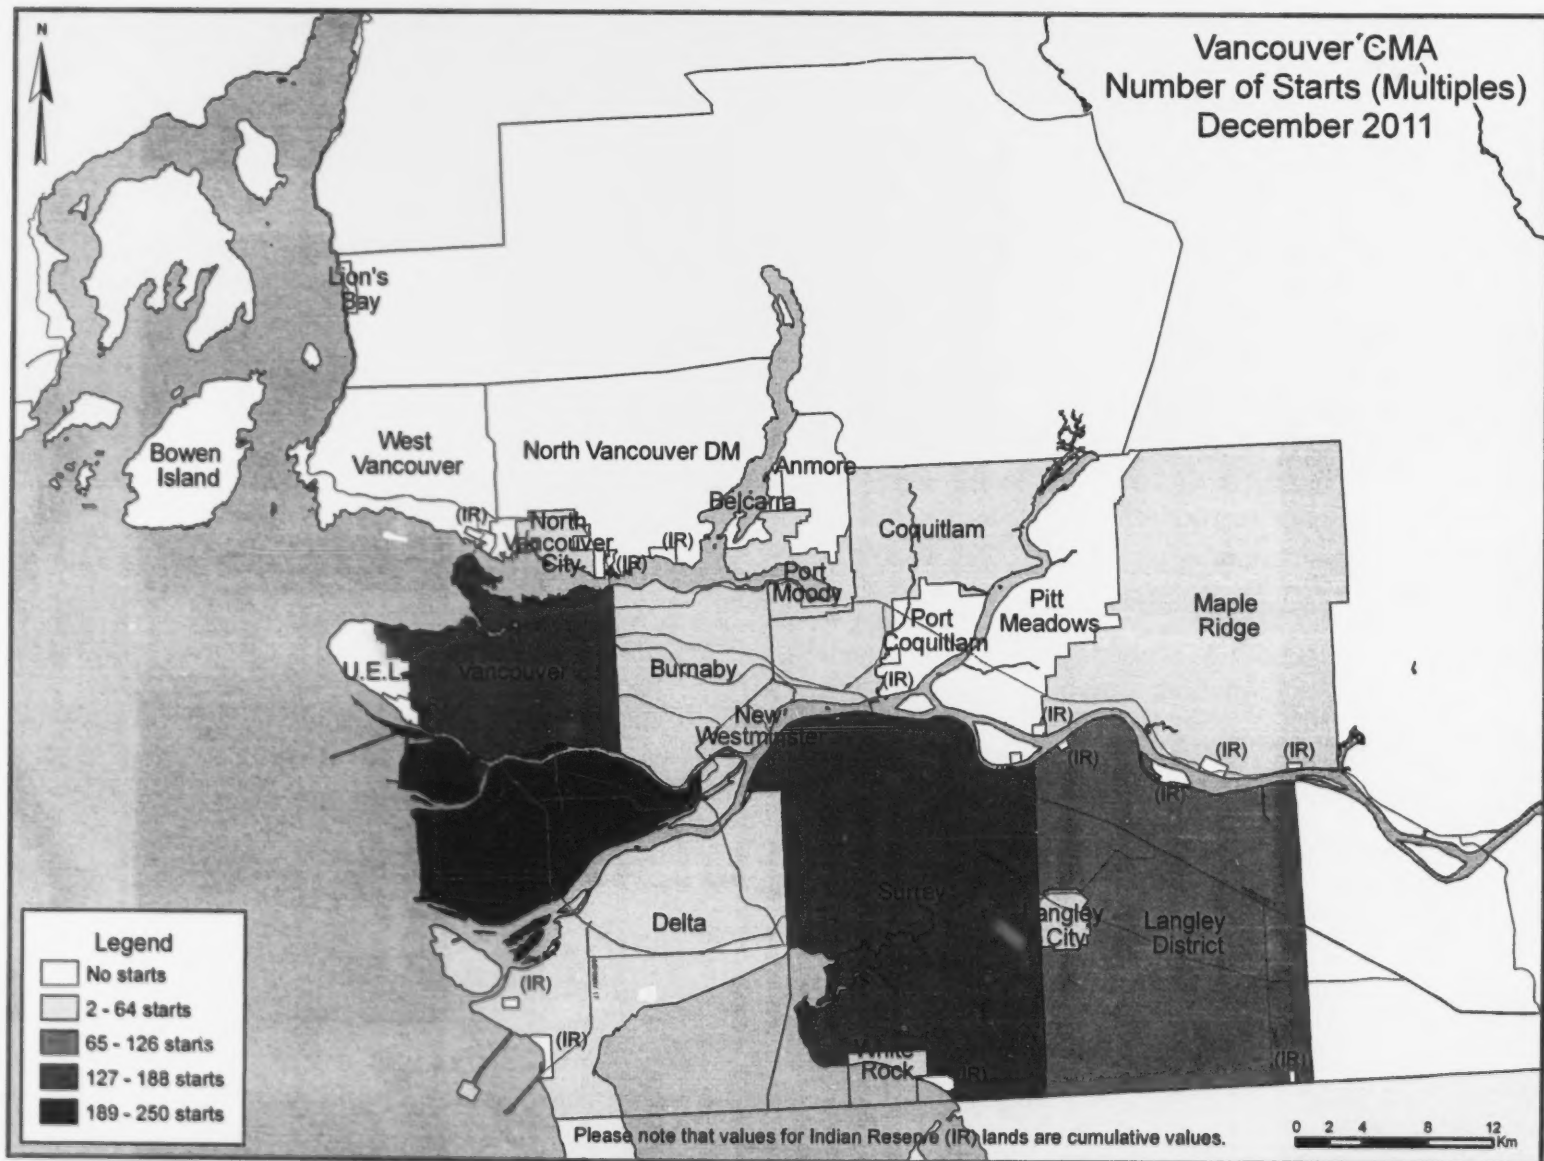 N
Vancouver CMA
Number of Starts (Multiples)
December 2011
Lion's
Bay
Bowen
Island
West
Vancouver
North Vancouver DM
Anmore
Belcarra
(IR)
North
Vancouver
City
(IR)
(IR)
Coquitlam
Port
Moody
Port
Coquitlam
Pitt
Meadows
Maple
Ridge
U.E.L.
Vancouver
Burnaby
(IR)
New
Westminster
(IR)
(IR)
(IR)
(IR)
(IR)
Surrey
Delta
Langley
City
Langley
District
(IR)
(IR)
White
Rock
(IR)
(IR)
Legend
No starts
2 - 64 starts
65 - 126 starts
127 - 188 starts
189 - 250 starts
Please note that values for Indian Reserve (IR) lands are cumulative values.
0 2 4 8 12
Km